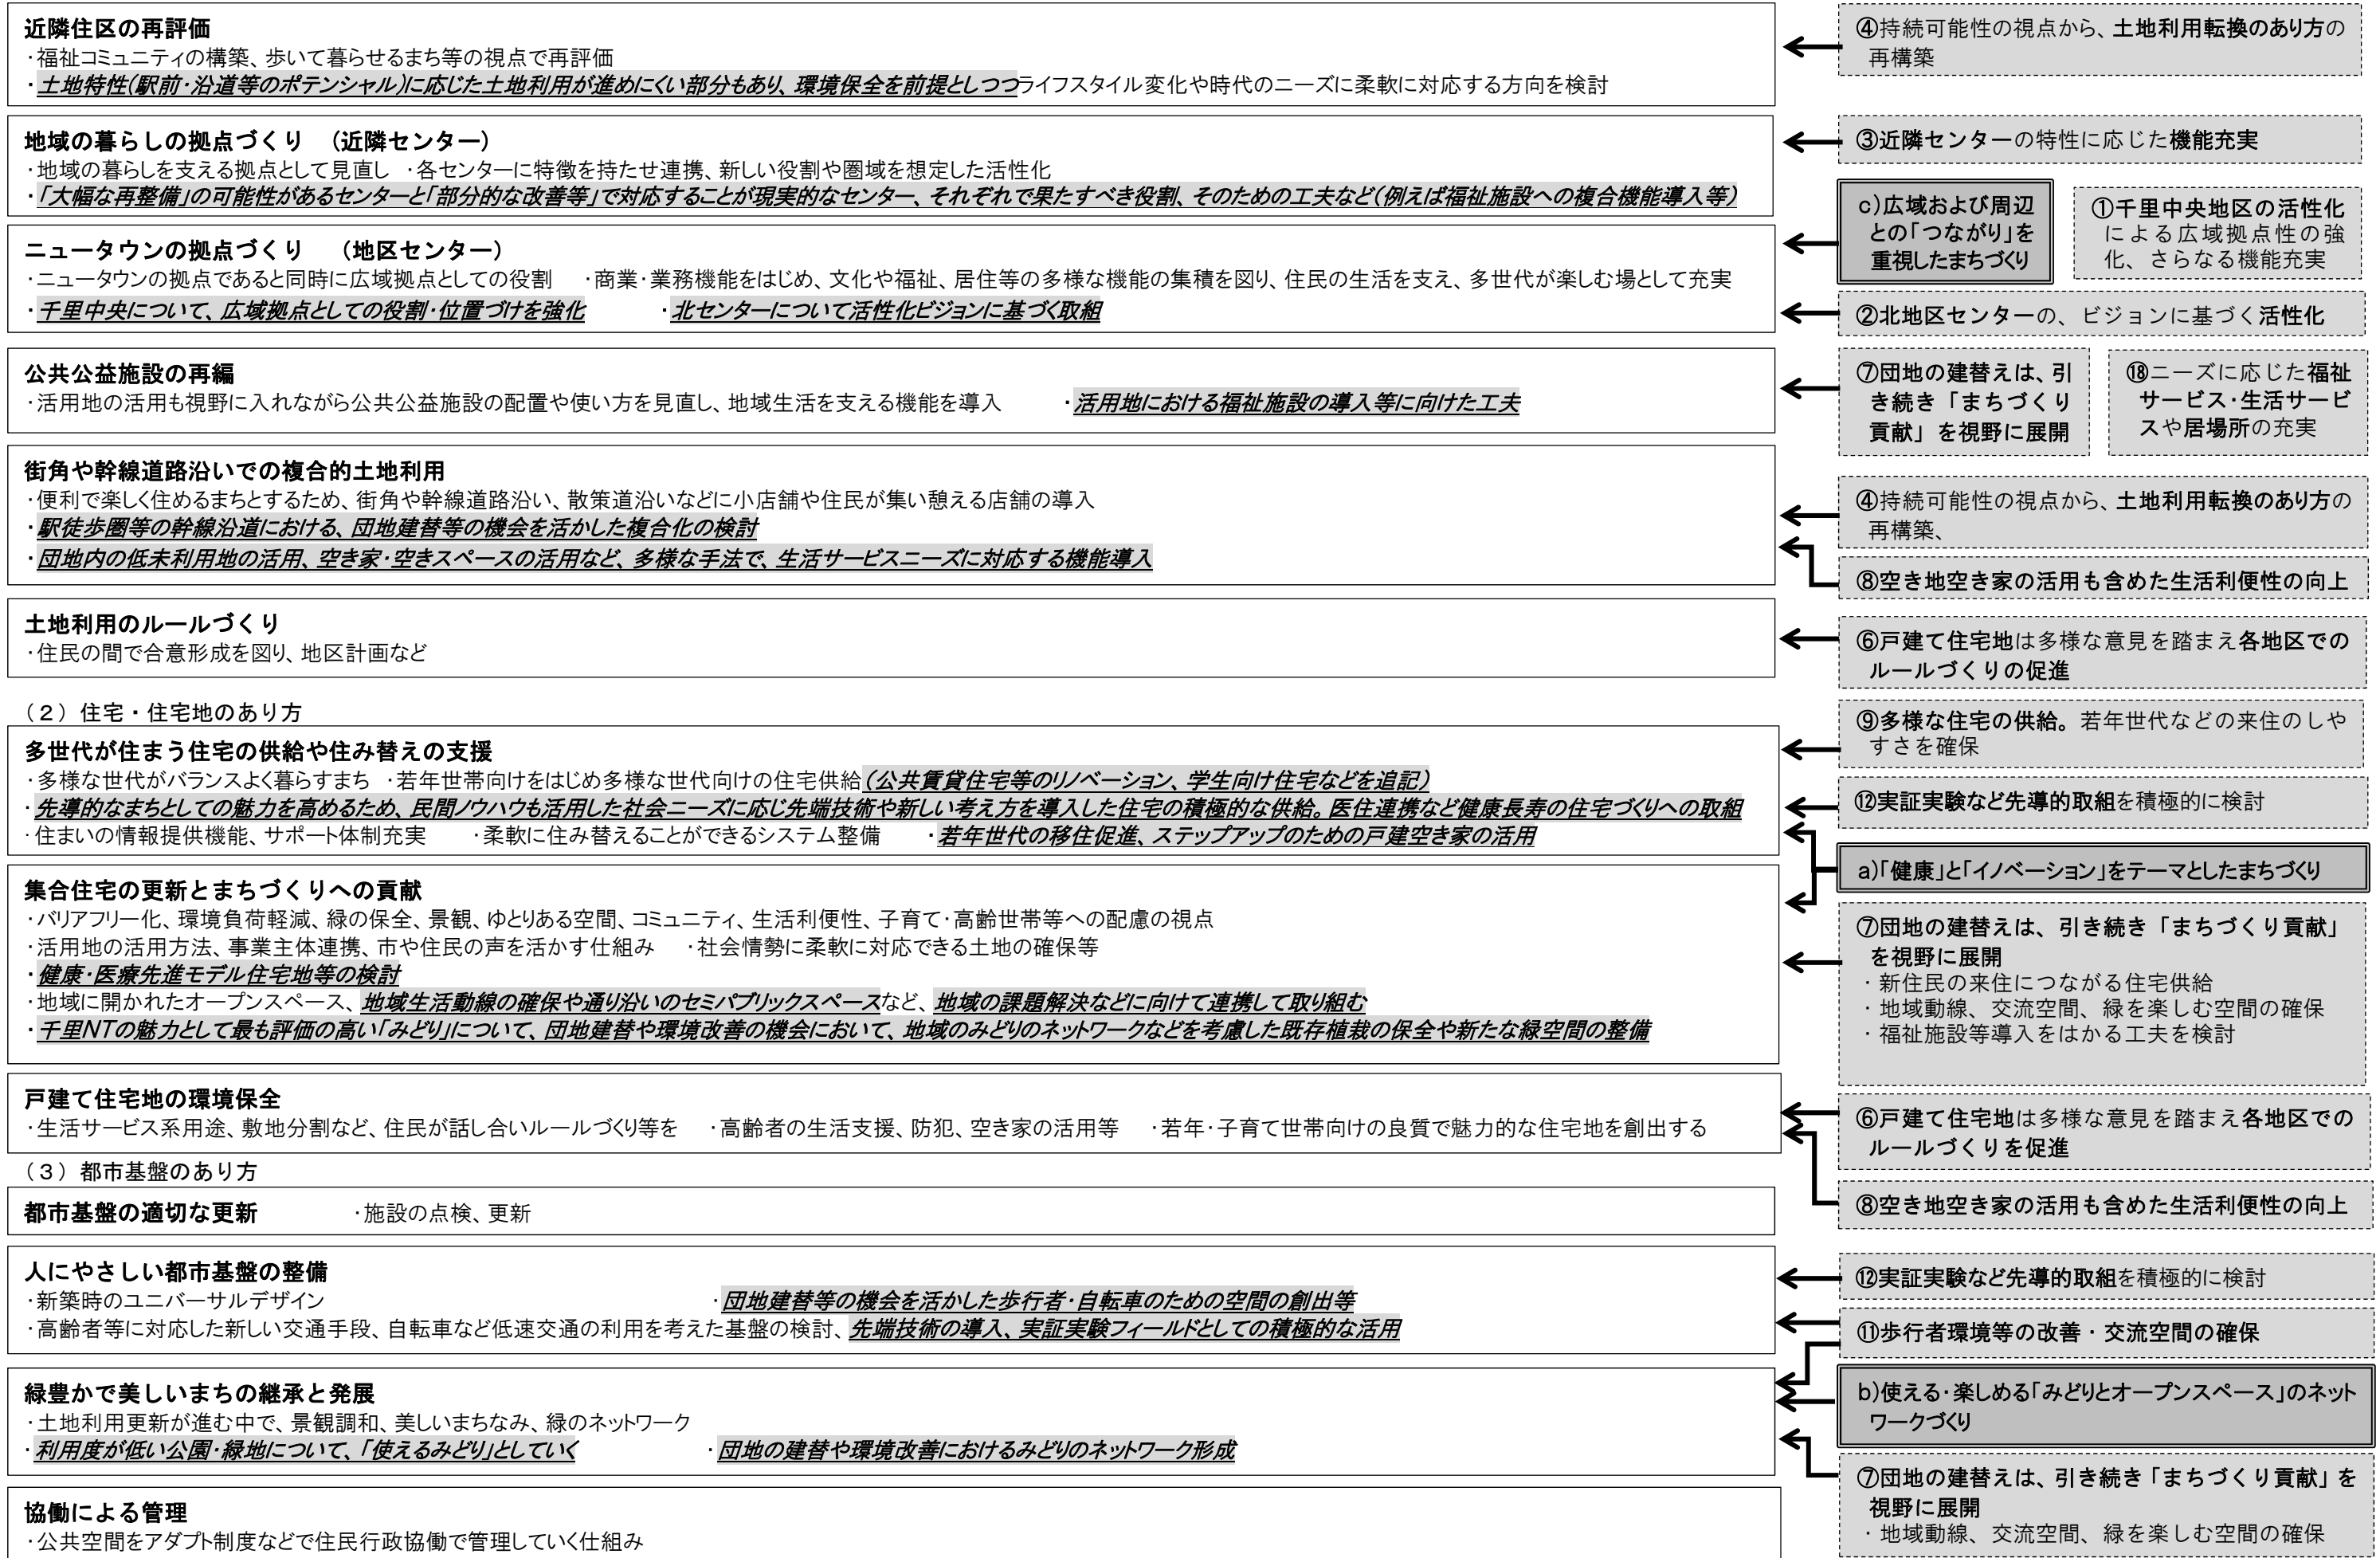 近隣住区の再評価
・福祉コミュニティの構築、歩いて暮らせるまち等の視点で再評価
・土地特性(駅前・沿道等のポテンシャル)に応じた土地利用が進めにくい部分もあり、環境保全を前提としつつライフスタイル変化や時代のニーズに柔軟に対応する方向を検討
④持続可能性の視点から、土地利用転換のあり方の
再構築
地域の暮らしの拠点づくり （近隣センター）
・地域の暮らしを支える拠点として見直し ・各センターに特徴を持たせ連携、新しい役割や圏域を想定した活性化
・「大幅な再整備」の可能性があるセンターと「部分的な改善等」で対応することが現実的なセンター、それぞれで果たすべき役割、そのための工夫など（例えば福祉施設への複合機能導入等）
③近隣センターの特性に応じた機能充実
ニュータウンの拠点づくり （地区センター）
・ニュータウンの拠点であると同時に広域拠点としての役割 ・商業・業務機能をはじめ、文化や福祉、居住等の多様な機能の集積を図り、住民の生活を支え、多世代が楽しむ場として充実
・千里中央について、広域拠点としての役割・位置づけを強化 ・北センターについて活性化ビジョンに基づく取組
c)広域および周辺
との「つながり」を
重視したまちづくり
①千里中央地区の活性化
による広域拠点性の強
化、さらなる機能充実
②北地区センターの、ビジョンに基づく活性化
公共公益施設の再編
・活用地の活用も視野に入れながら公共公益施設の配置や使い方を見直し、地域生活を支える機能を導入 ・活用地における福祉施設の導入等に向けた工夫
⑦団地の建替えは、引
き続き「まちづくり
貢献」を視野に展開
⑱ニーズに応じた福祉
サービス・生活サービ
スや居場所の充実
街角や幹線道路沿いでの複合的土地利用
・便利で楽しく住めるまちとするため、街角や幹線道路沿い、散策道沿いなどに小店舗や住民が集い憩える店舗の導入
・駅徒歩圏等の幹線沿道における、団地建替等の機会を活かした複合化の検討
・団地内の低未利用地の活用、空き家・空きスペースの活用など、多様な手法で、生活サービスニーズに対応する機能導入
④持続可能性の視点から、土地利用転換のあり方の
再構築、
⑧空き地空き家の活用も含めた生活利便性の向上
土地利用のルールづくり
・住民の間で合意形成を図り、地区計画など
⑥戸建て住宅地は多様な意見を踏まえ各地区での
ルールづくりの促進
（２）住宅・住宅地のあり方
多世代が住まう住宅の供給や住み替えの支援
・多様な世代がバランスよく暮らすまち ・若年世帯向けをはじめ多様な世代向けの住宅供給（公共賃貸住宅等のリノベーション、学生向け住宅などを追記）
・先導的なまちとしての魅力を高めるため、民間ノウハウも活用した社会ニーズに応じ先端技術や新しい考え方を導入した住宅の積極的な供給。医住連携など健康長寿の住宅づくりへの取組
・住まいの情報提供機能、サポート体制充実 ・柔軟に住み替えることができるシステム整備 ・若年世代の移住促進、ステップアップのための戸建空き家の活用
⑨多様な住宅の供給。若年世代などの来住のしや
すさを確保
⑫実証実験など先導的取組を積極的に検討
a)「健康」と「イノベーション」をテーマとしたまちづくり
集合住宅の更新とまちづくりへの貢献
・バリアフリー化、環境負荷軽減、緑の保全、景観、ゆとりある空間、コミュニティ、生活利便性、子育て・高齢世帯等への配慮の視点
・活用地の活用方法、事業主体連携、市や住民の声を活かす仕組み ・社会情勢に柔軟に対応できる土地の確保等
・健康・医療先進モデル住宅地等の検討
・地域に開かれたオープンスペース、地域生活動線の確保や通り沿いのセミパブリックスペースなど、地域の課題解決などに向けて連携して取り組む
・千里NTの魅力として最も評価の高い「みどり」について、団地建替や環境改善の機会において、地域のみどりのネットワークなどを考慮した既存植栽の保全や新たな緑空間の整備
⑦団地の建替えは、引き続き「まちづくり貢献」
を視野に展開
・新住民の来住につながる住宅供給
・地域動線、交流空間、緑を楽しむ空間の確保
・福祉施設等導入をはかる工夫を検討
戸建て住宅地の環境保全
・生活サービス系用途、敷地分割など、住民が話し合いルールづくり等を ・高齢者の生活支援、防犯、空き家の活用等 ・若年・子育て世帯向けの良質で魅力的な住宅地を創出する
⑥戸建て住宅地は多様な意見を踏まえ各地区での
ルールづくりを促進
⑧空き地空き家の活用も含めた生活利便性の向上
（３）都市基盤のあり方
都市基盤の適切な更新 ・施設の点検、更新
人にやさしい都市基盤の整備
・新築時のユニバーサルデザイン ・団地建替等の機会を活かした歩行者・自転車のための空間の創出等
・高齢者等に対応した新しい交通手段、自転車など低速交通の利用を考えた基盤の検討、先端技術の導入、実証実験フィールドとしての積極的な活用
⑫実証実験など先導的取組を積極的に検討
⑪歩行者環境等の改善・交流空間の確保
緑豊かで美しいまちの継承と発展
・土地利用更新が進む中で、景観調和、美しいまちなみ、緑のネットワーク
・利用度が低い公園・緑地について、「使えるみどり」としていく ・団地の建替や環境改善におけるみどりのネットワーク形成
b)使える・楽しめる「みどりとオープンスペース」のネット
ワークづくり
⑦団地の建替えは、引き続き「まちづくり貢献」を
視野に展開
・地域動線、交流空間、緑を楽しむ空間の確保
協働による管理
・公共空間をアダプト制度などで住民行政協働で管理していく仕組み